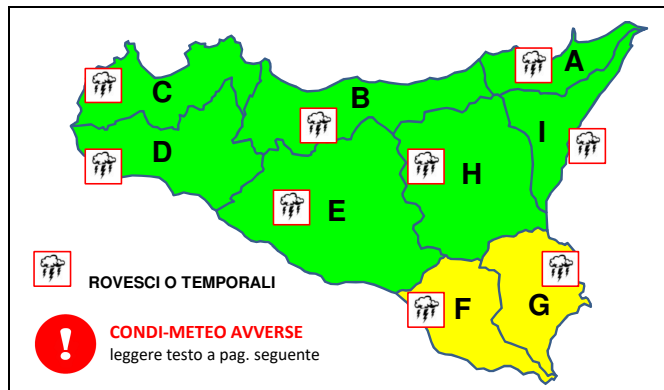 A
B
C
I
D
H
E
F
G
ROVESCI O TEMPORALI
!
CONDI-METEO AVVERSE
leggere testo a pag. seguente